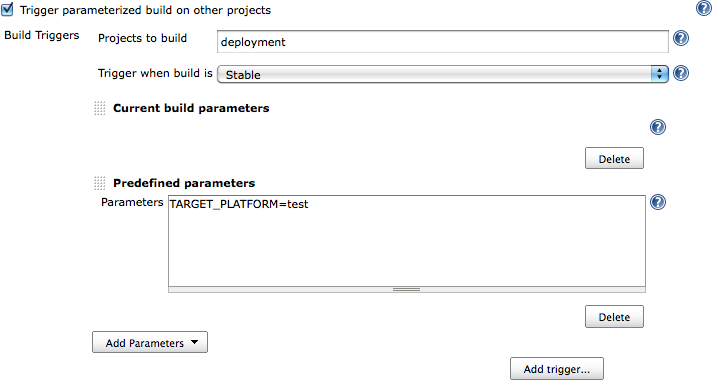 Trigger parameterized build on other projects
Build Triggers
Projects to build
deployment
Trigger when build is
Stable
Current build parameters
Delete
Predefined parameters
Parameters
TARGET_PLATFORM=test
Delete
Add Parameters
Add trigger...